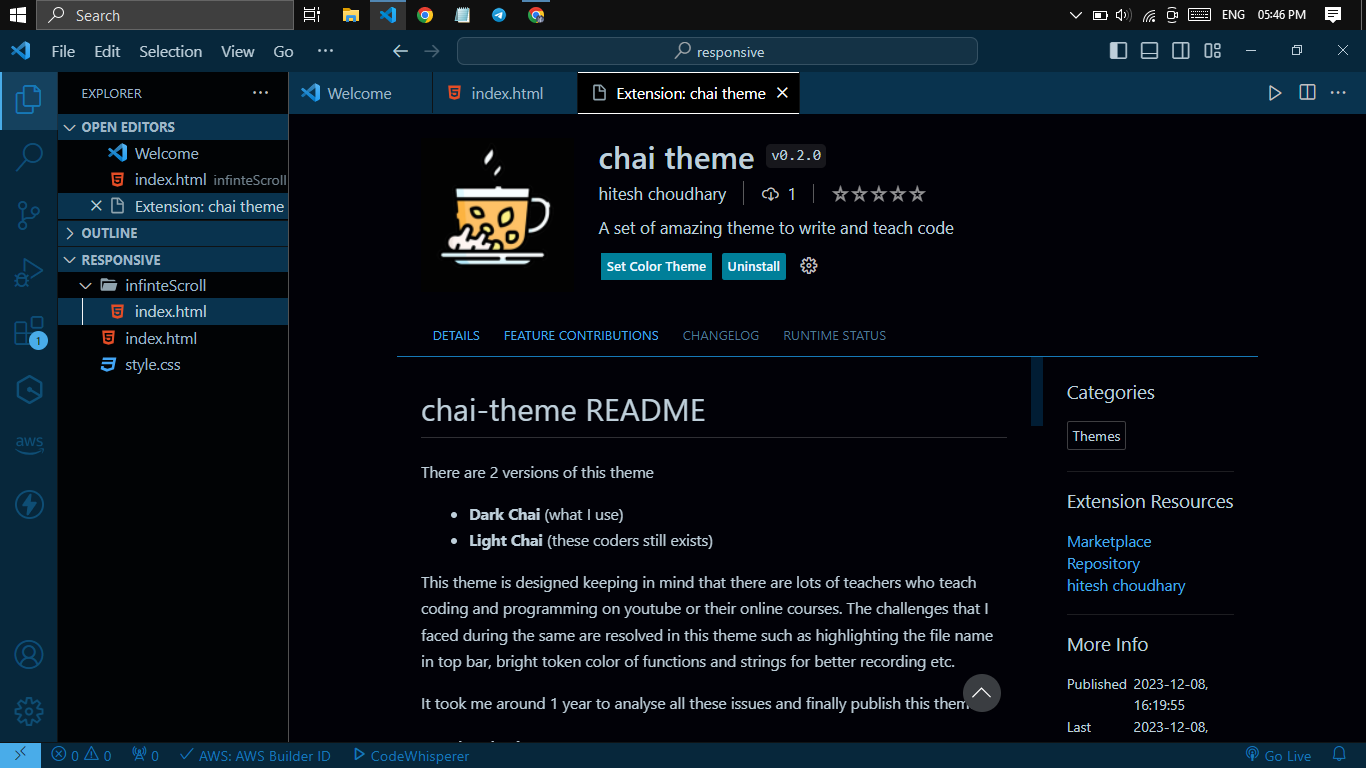 Search
ENG 05:46 PM
File Edit Selection View Go ···
responsive
EXPLORER ···
Welcome
index.html
Extension: chai theme
···
OPEN EDITORS
Welcome
index.html infinteScroll
Extension: chai theme
OUTLINE
RESPONSIVE
infinteScroll
index.html
index.html
style.css
1
aws
chai theme v0.2.0
hitesh choudhary 1
A set of amazing theme to write and teach code
Set Color Theme Uninstall
DETAILS FEATURE CONTRIBUTIONS CHANGELOG RUNTIME STATUS
chai-theme README
There are 2 versions of this theme
• Dark Chai (what I use)
• Light Chai (these coders still exists)
This theme is designed keeping in mind that there are lots of teachers who teach
coding and programming on youtube or their online courses. The challenges that I
faced during the same are resolved in this theme such as highlighting the file name
in top bar, bright token color of functions and strings for better recording etc.
It took me around 1 year to analyse all these issues and finally publish this them
Categories
Themes
Extension Resources
Marketplace
Repository
hitesh choudhary
More Info
Published 2023-12-08,
16:19:55
Last 2023-12-08,
0 0 0 AWS: AWS Builder ID CodeWhisperer Go Live